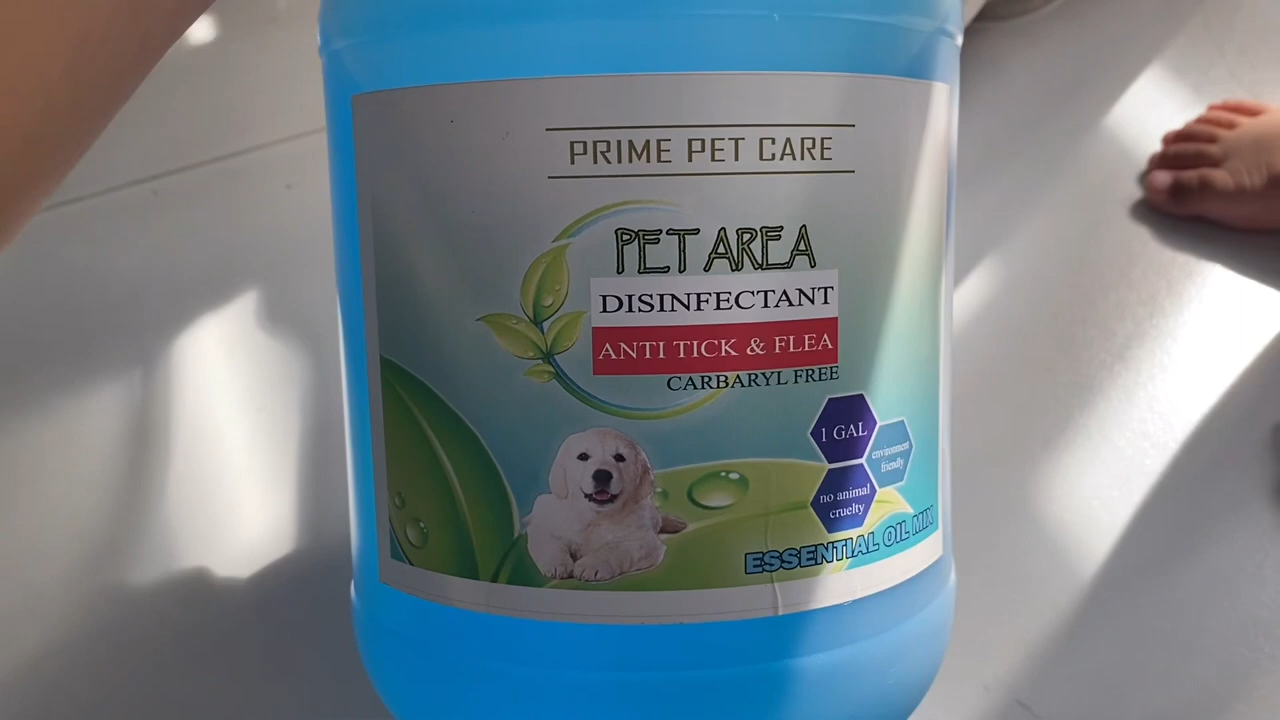 PRIME PET CARE
PET AREA
DISINFECTANT
ANTI TICK & FLEA
CARBARYL FREE
1 GAL
environment
friendly
no animal
cruelty
ESSENTIAL OIL MIX